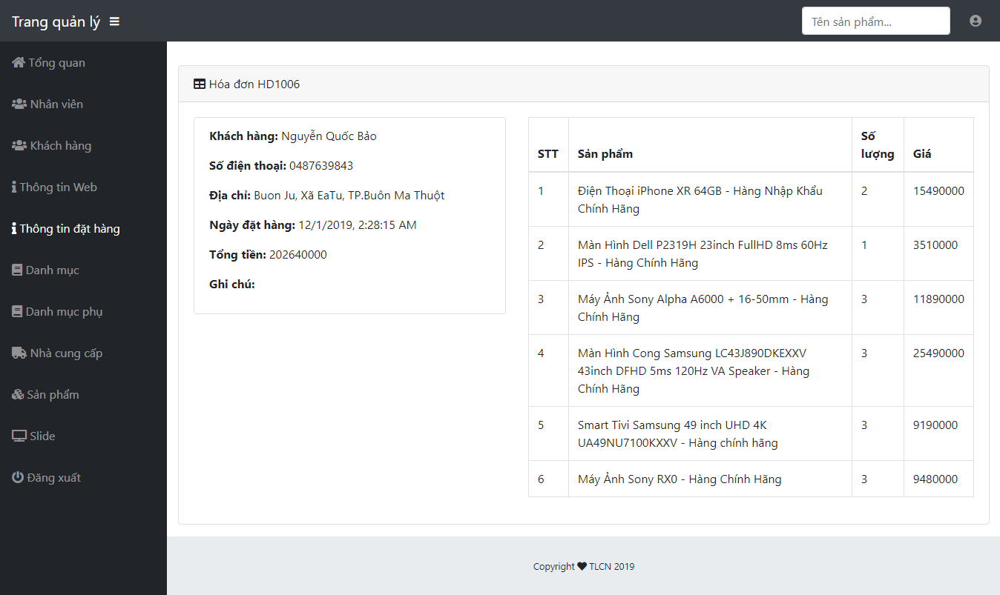 Trang quản lý
Tên sản phẩm...
Tổng quan
Nhân viên
Khách hàng
Thông tin Web
Thông tin đặt hàng
Danh mục
Danh mục phụ
Nhà cung cấp
Sản phẩm
Slide
Đăng xuất
Hóa đơn HD1006
Khách hàng: Nguyễn Quốc Bảo
Số điện thoại: 0487639843
Địa chỉ: Buon Ju, Xã EaTu, TP.Buôn Ma Thuột
Ngày đặt hàng: 12/1/2019, 2:28:15 AM
Tổng tiền: 202640000
Ghi chú:
Số
STT Sản phẩm lượng Giá
1 Điện Thoại iPhone XR 64GB - Hàng Nhập Khẩu 2 15490000
Chính Hãng
2 Màn Hình Dell P2319H 23inch FullHD 8ms 60Hz 1 3510000
IPS - Hàng Chính Hãng
3 Máy Ảnh Sony Alpha A6000 + 16-50mm - Hàng 3 11890000
Chính Hãng
4 Màn Hình Cong Samsung LC43J890DKEXXV 3 25490000
43inch DFHD 5ms 120Hz VA Speaker - Hàng
Chính Hãng
5 Smart Tivi Samsung 49 inch UHD 4K 3 9190000
UA49NU7100KXXV - Hàng chính hãng
6 Máy Ảnh Sony RX0 - Hàng Chính Hãng 3 9480000
Copyright ♥ TLCN 2019